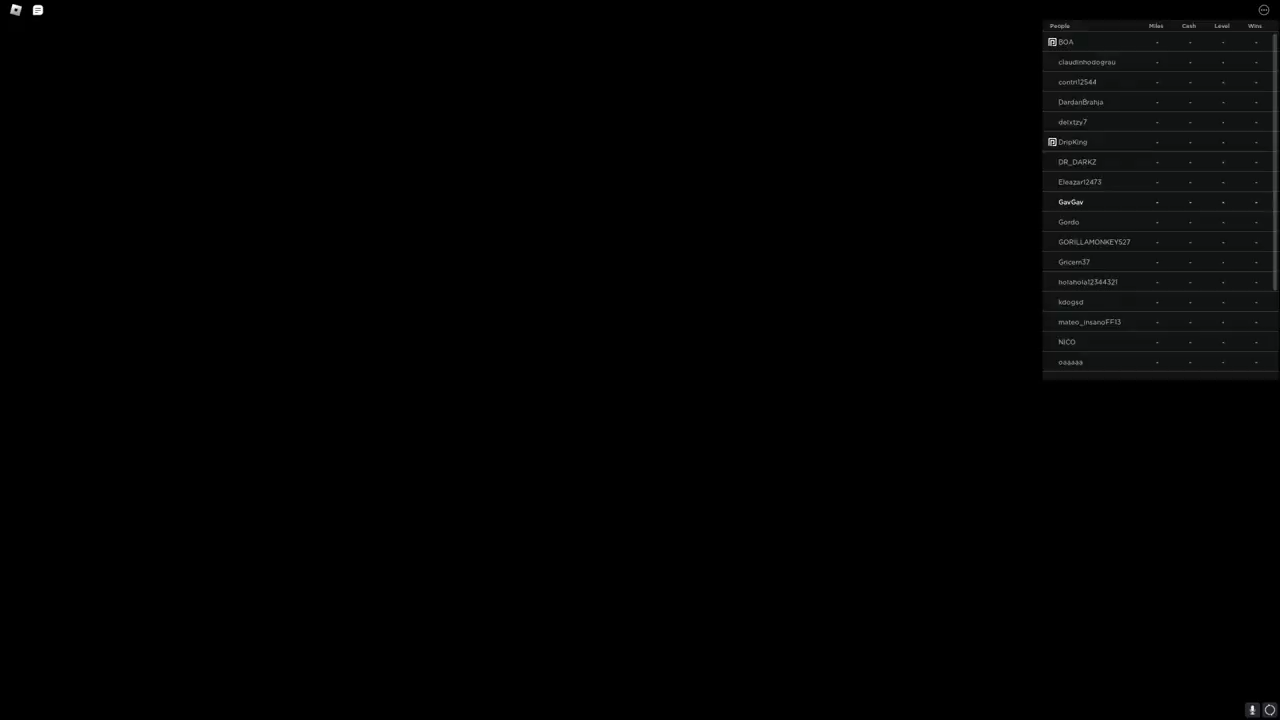 People Miles Cash Level Wins
BOA - - - -
claudinhodograu - - - -
contri12544 - - - -
DardanBrahja - - - -
delxtzy7 - - - -
DripKing - - - -
DR_DARKZ - - - -
Eleazar12473 - - - -
GavGav - - - -
Gordo - - - -
GORILLAMONKEYS27 - - - -
Gricem37 - - - -
holahola12344321 - - - -
kdogsd - - - -
mateo_insanoFF13 - - - -
NICO - - - -
oaaaaa - - - -